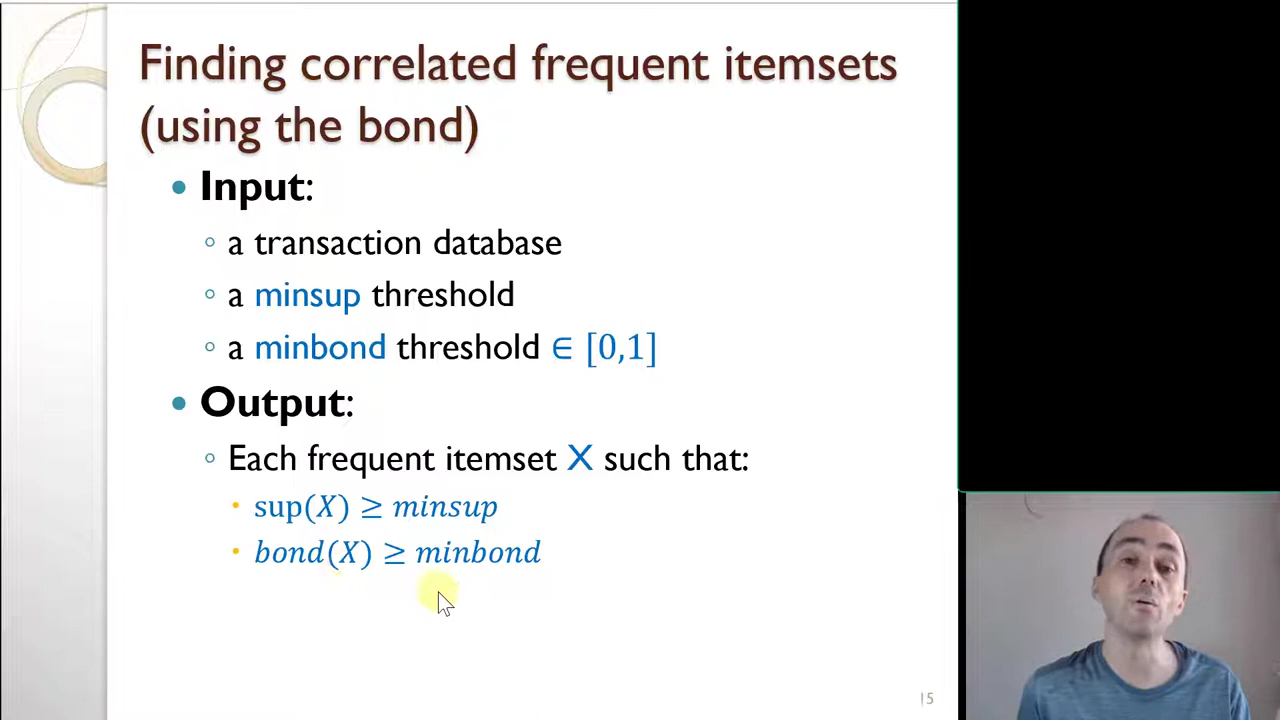 Finding correlated frequent itemsets
(using the bond)
• Input:
◦ a transaction database
◦ a minsup threshold
◦ a minbond threshold ∈ [0,1]
• Output:
◦ Each frequent itemset X such that:
• sup(X) ≥ minsup
• bond(X) ≥ minbond
15